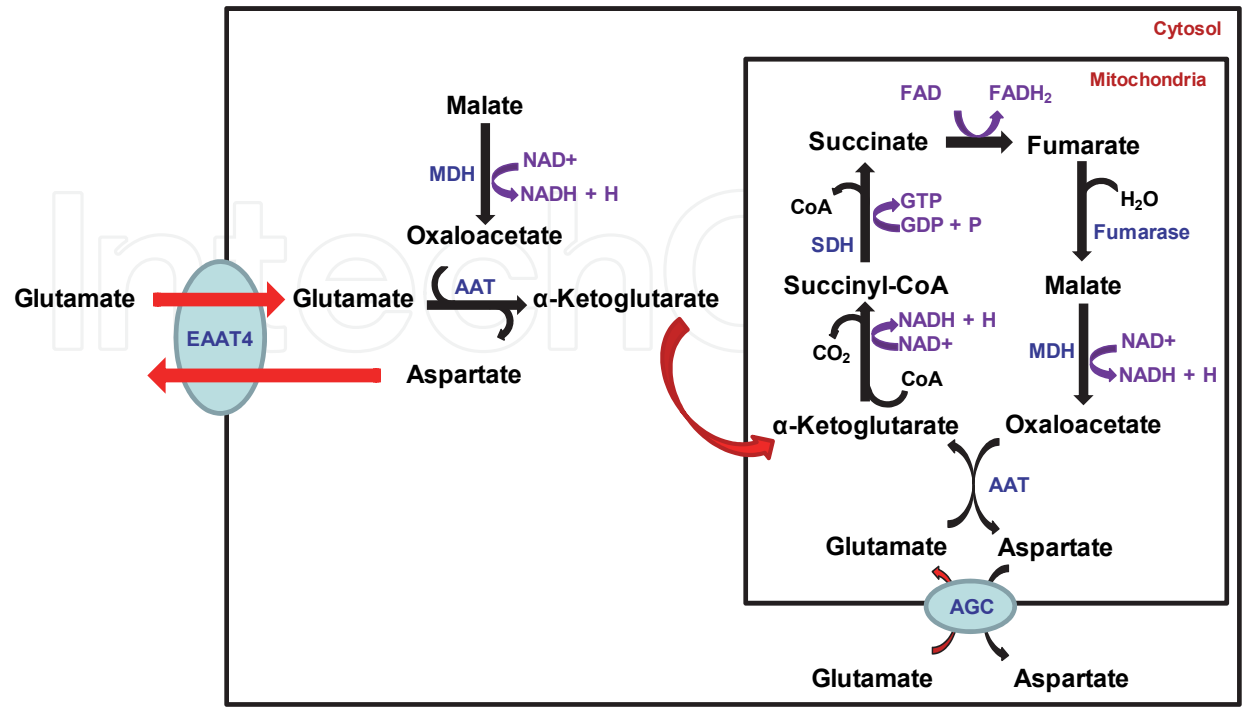 Cytosol
Mitochondria
FAD
FADH₂
Malate
Succinate
Fumarate
MDH
NAD+
NADH + H
CoA
GTP
GDP + P
H₂O
SDH
Fumarase
Oxaloacetate
AAT
Glutamate
Glutamate
α-Ketoglutarate
Succinyl-CoA
Malate
EAAT4
NADH + H
NAD+
CO₂
MDH
NAD+
NADH + H
Aspartate
CoA
α-Ketoglutarate
Oxaloacetate
AAT
Glutamate
Aspartate
AGC
Glutamate
Aspartate